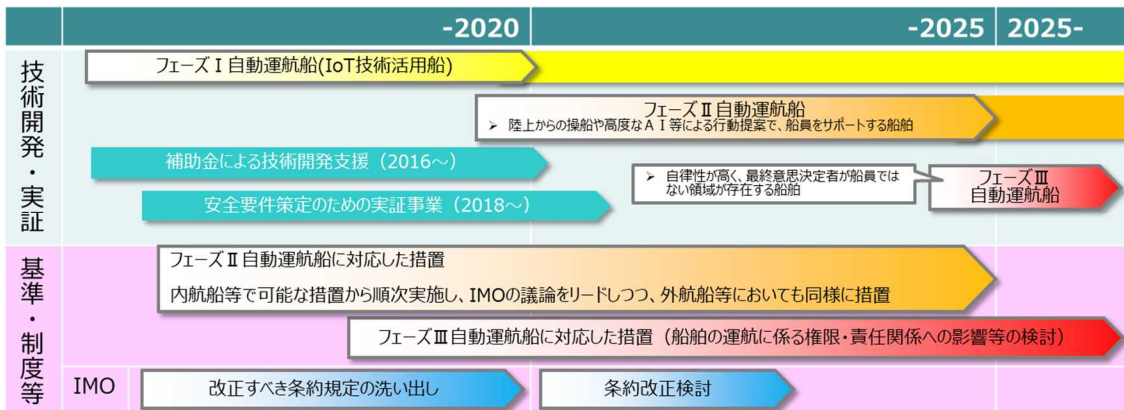 -2020
-2025
2025-
技術開発・実証
フェーズⅠ自動運航船(IoT技術活用船)
フェーズⅡ自動運航船
➢ 陸上からの操船や高度なＡＩ等による行動提案で、船員をサポートする船舶
補助金による技術開発支援（2016～）
➢ 自律性が高く、最終意思決定者が船員では
ない領域が存在する船舶
フェーズⅢ
自動運航船
安全要件策定のための実証事業（2018～）
基準・制度等
フェーズⅡ自動運航船に対応した措置
内航船等で可能な措置から順次実施し、IMOの議論をリードしつつ、外航船等においても同様に措置
フェーズⅢ自動運航船に対応した措置（船舶の運航に係る権限・責任関係への影響等の検討）
IMO
改正すべき条約規定の洗い出し
条約改正検討